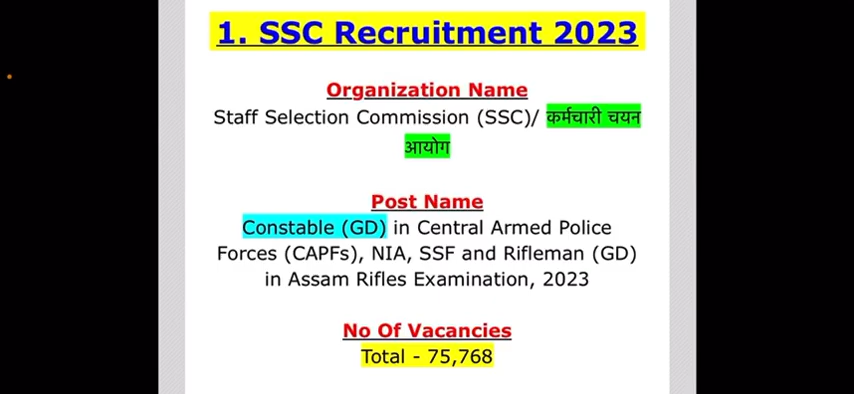 1. SSC Recruitment 2023
Organization Name
Staff Selection Commission (SSC)/ कर्मचारी चयन
आयोग
Post Name
Constable (GD) in Central Armed Police
Forces (CAPFs), NIA, SSF and Rifleman (GD)
in Assam Rifles Examination, 2023
No Of Vacancies
Total - 75,768